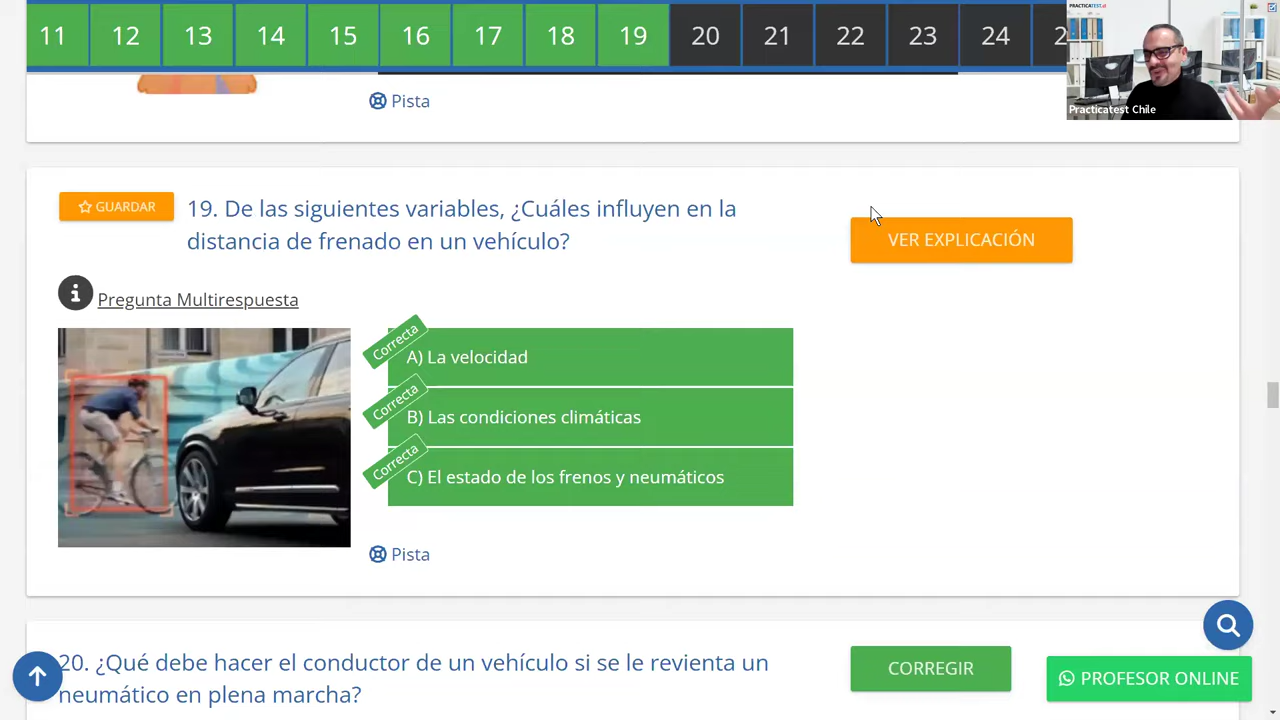 11 12 13 14 15 16 17 18 19 20 21 22 23 24
PRACTICATEST.cl
Practicatest Chile
Pista
GUARDAR
19. De las siguientes variables, ¿Cuáles influyen en la
distancia de frenado en un vehículo?
VER EXPLICACIÓN
Pregunta Multirespuesta
Correcta
A) La velocidad
Correcta
B) Las condiciones climáticas
Correcta
C) El estado de los frenos y neumáticos
Pista
20. ¿Qué debe hacer el conductor de un vehículo si se le revienta un
neumático en plena marcha?
CORREGIR
PROFESOR ONLINE